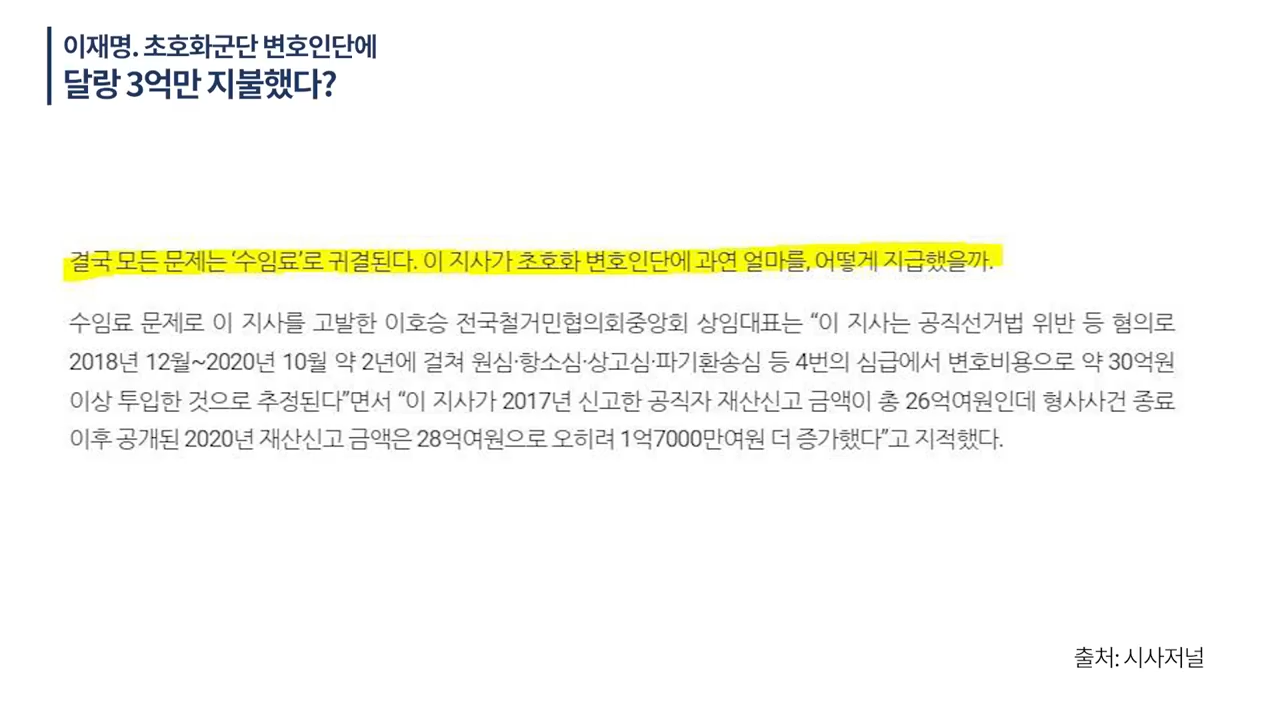 이재명. 초호화군단 변호인단에
달랑 3억만 지불했다?
결국 모든 문제는 ‘수임료’로 귀결된다. 이 지사가 초호화 변호인단에 과연 얼마를, 어떻게 지급했을까.
수임료 문제로 이 지사를 고발한 이호승 전국철거민협의회중앙회 상임대표는 “이 지사는 공직선거법 위반 등 혐의로
2018년 12월~2020년 10월 약 2년에 걸쳐 원심·항소심·상고심·파기환송심 등 4번의 심급에서 변호비용으로 약 30억원
이상 투입한 것으로 추정된다”면서 “이 지사가 2017년 신고한 공직자 재산신고 금액이 총 26억여원인데 형사사건 종료
이후 공개된 2020년 재산신고 금액은 28억여원으로 오히려 1억7000만여원 더 증가했다”고 지적했다.
출처: 시사저널